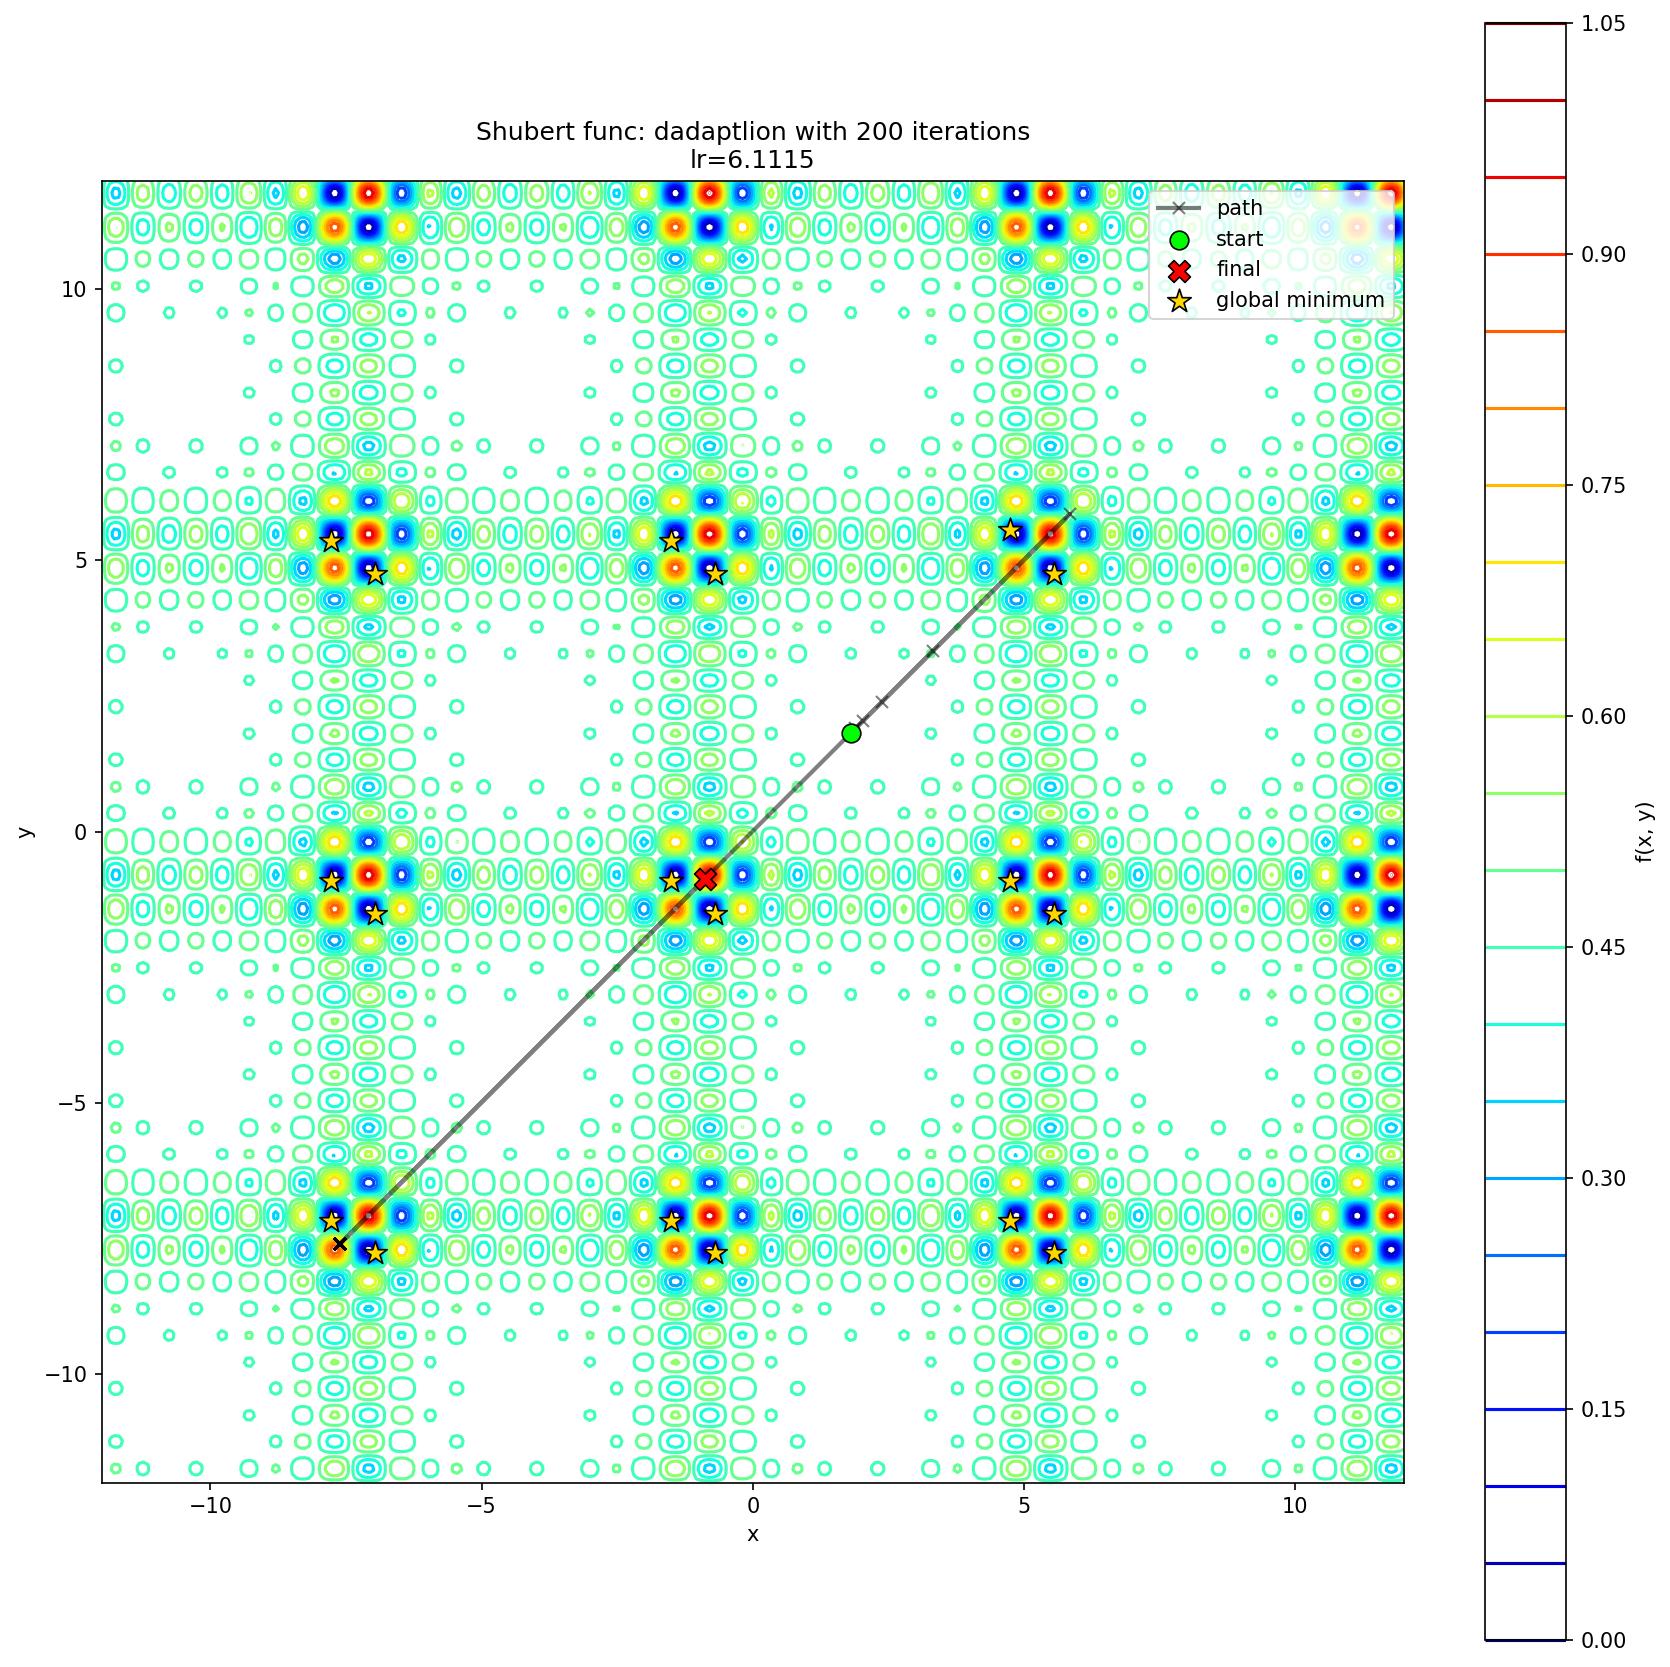 Shubert func: dadaptlion with 200 iterations
lr=6.1115
path
start
final
global minimum
10
5
0
−5
−10
y
−10
−5
0
5
10
x
1.05
0.90
0.75
0.60
0.45
0.30
0.15
0.00
f(x, y)